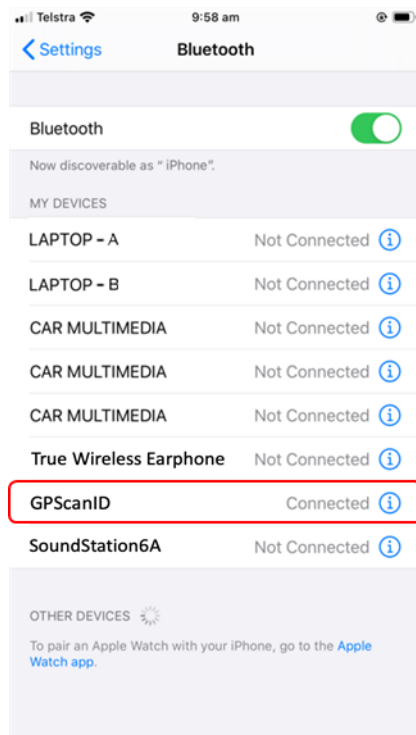 Telstra 9:58 am
Settings Bluetooth
Bluetooth
Now discoverable as “ iPhone”.
MY DEVICES
LAPTOP – A Not Connected
LAPTOP – B Not Connected
CAR MULTIMEDIA Not Connected
CAR MULTIMEDIA Not Connected
CAR MULTIMEDIA Not Connected
True Wireless Earphone Not Connected
GPScanID Connected
SoundStation6A Not Connected
OTHER DEVICES
To pair an Apple Watch with your iPhone, go to the Apple
Watch app.